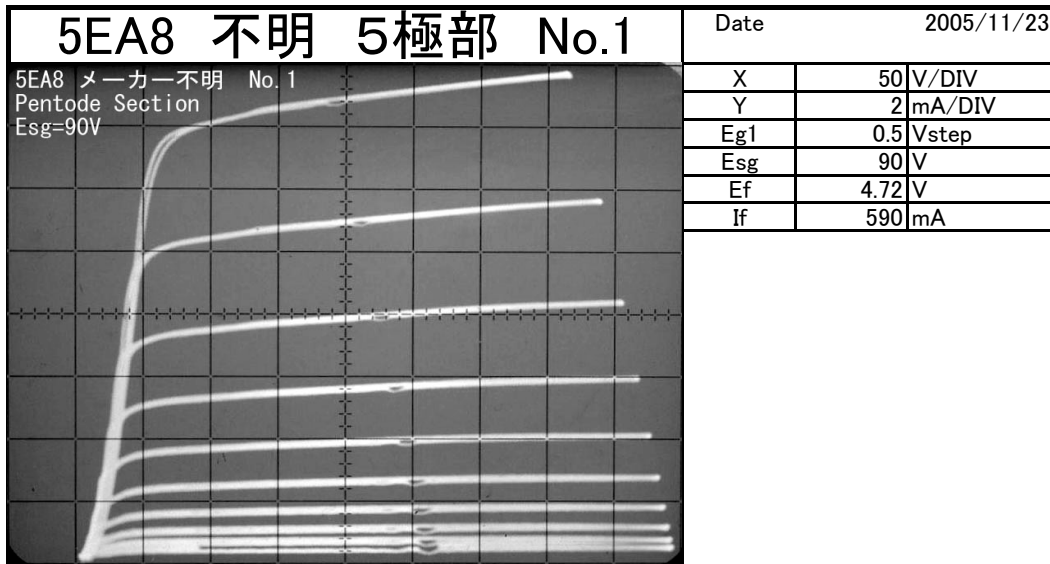 5EA8 不明 ５極部 No.1
Date 2005/11/23
5EA8 メーカー不明 No.1
Pentode Section
Esg=90V
X 50 V/DIV
Y 2 mA/DIV
Eg1 0.5 Vstep
Esg 90 V
Ef 4.72 V
If 590 mA